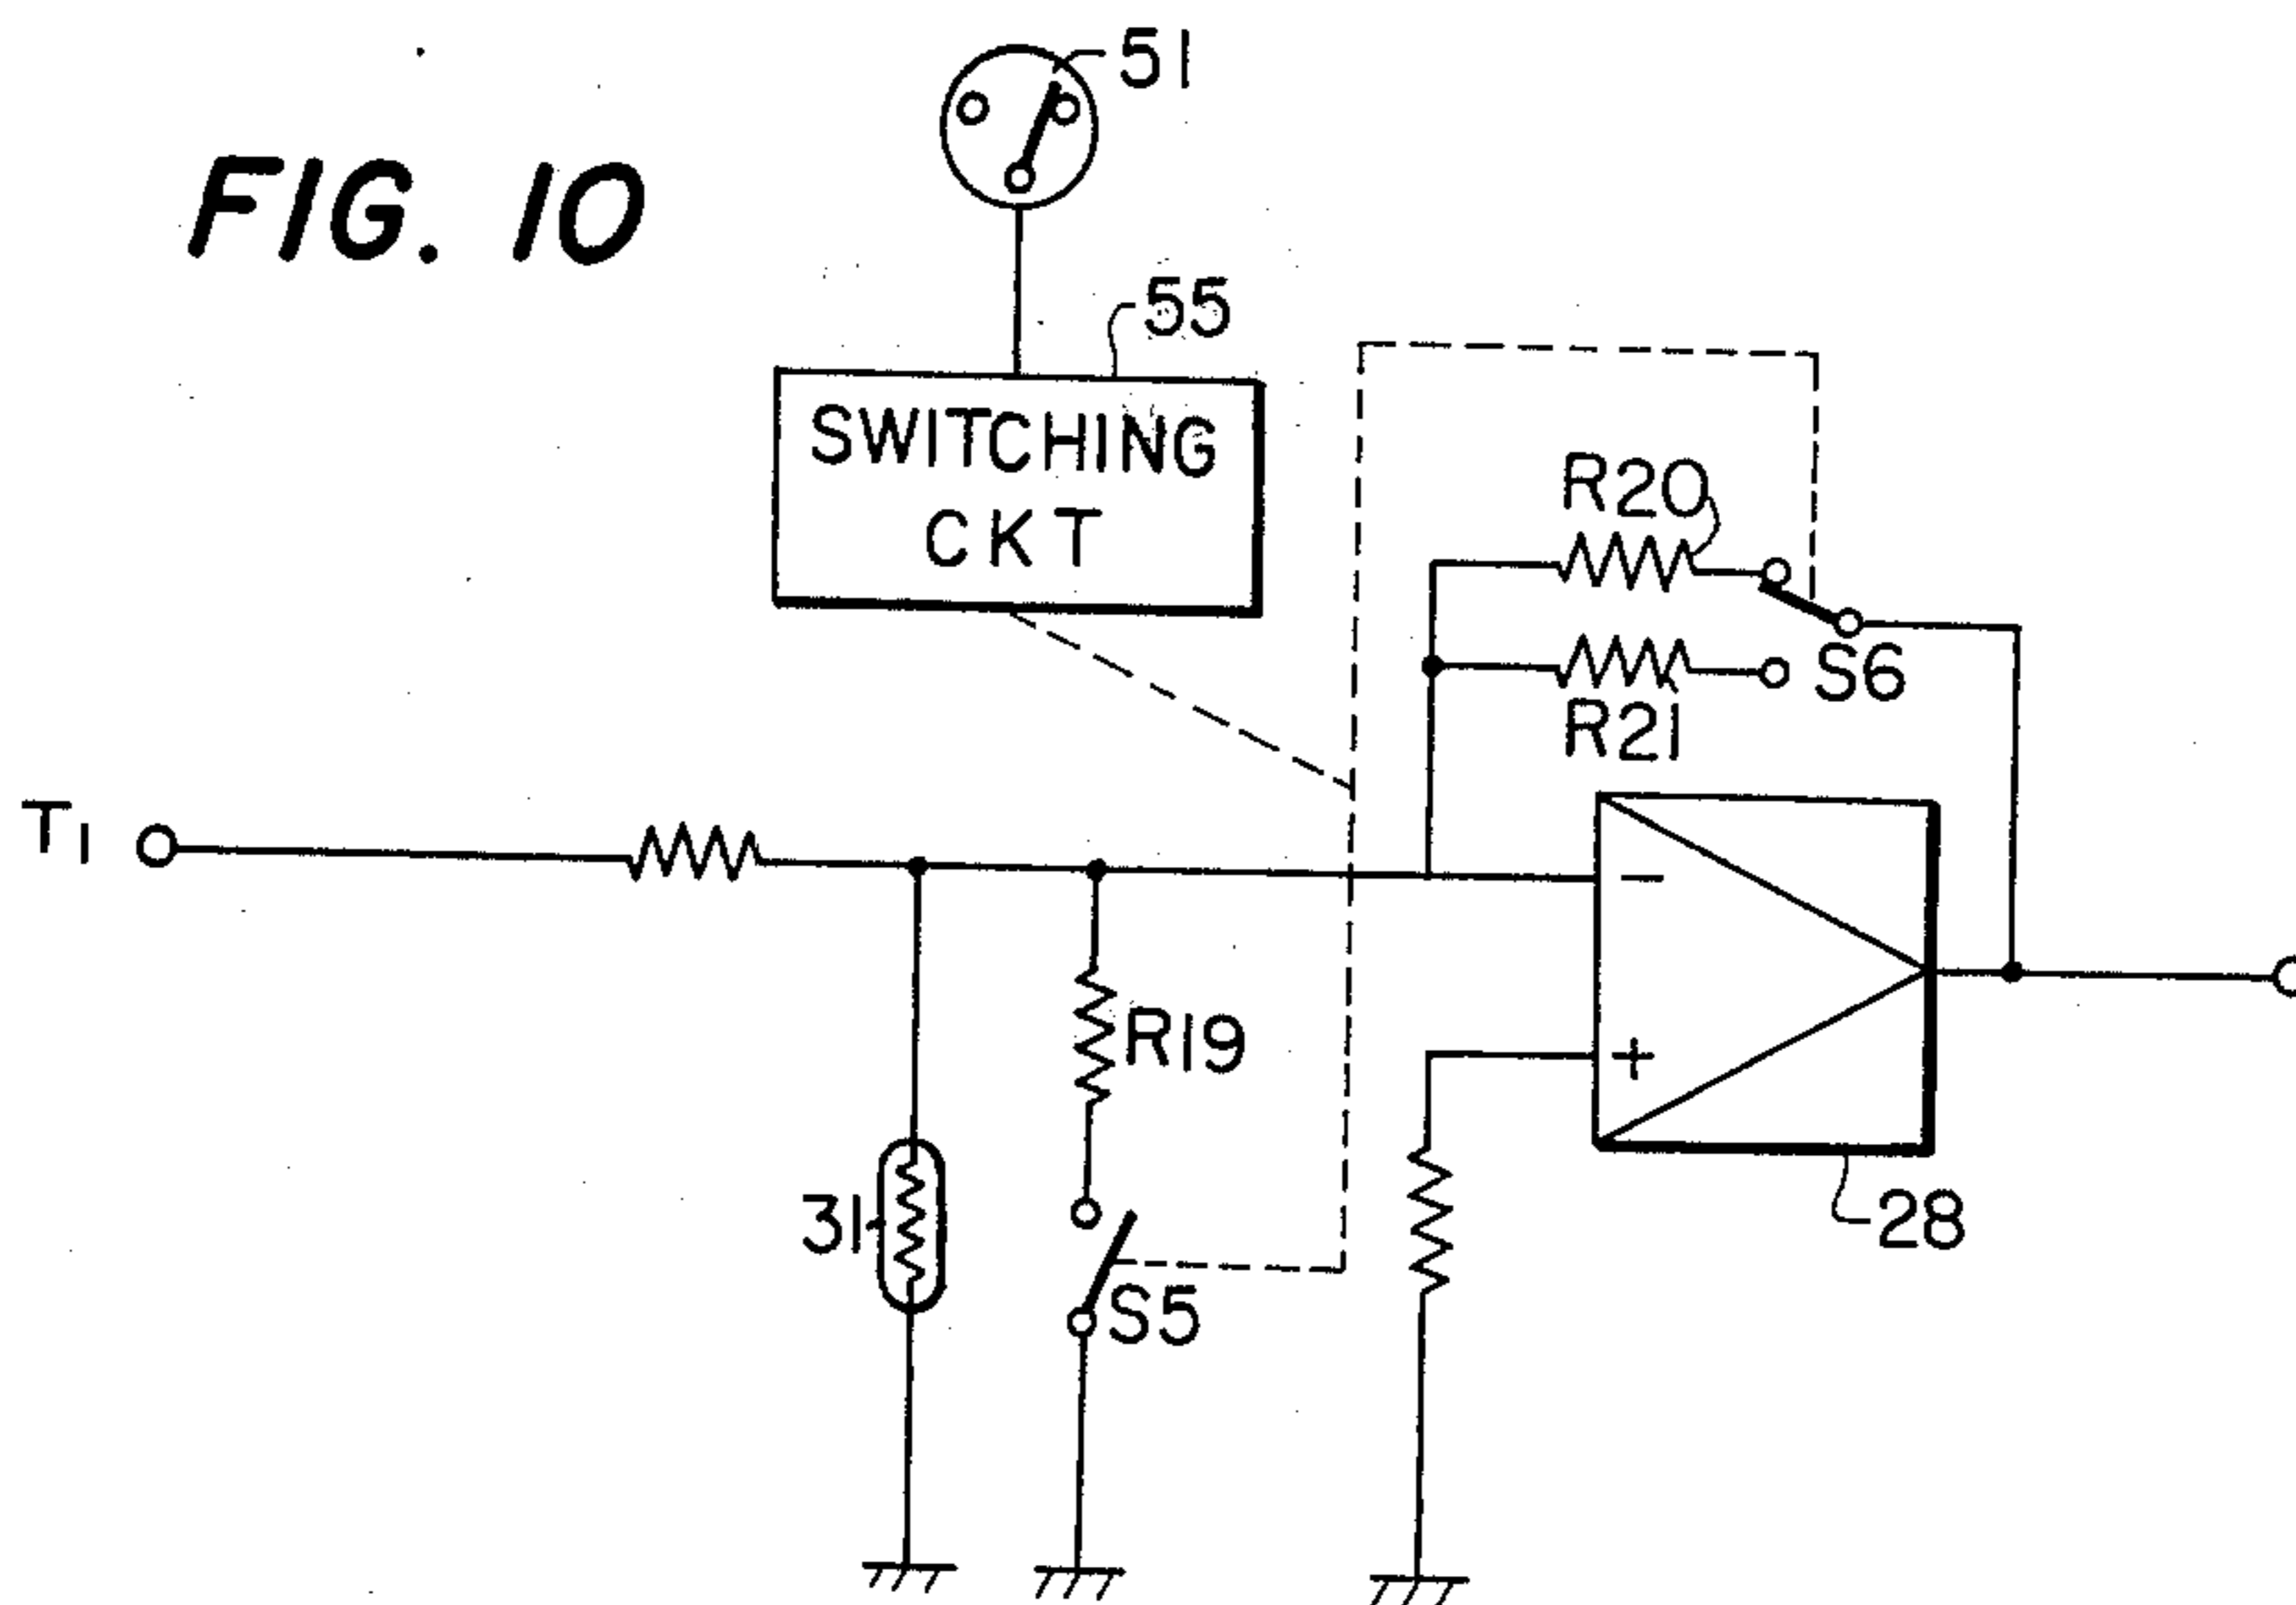 51
FIG. 10
55
SWITCHING
CKT
R20
S6
R21
T1
−
R19
+
31
28
S5